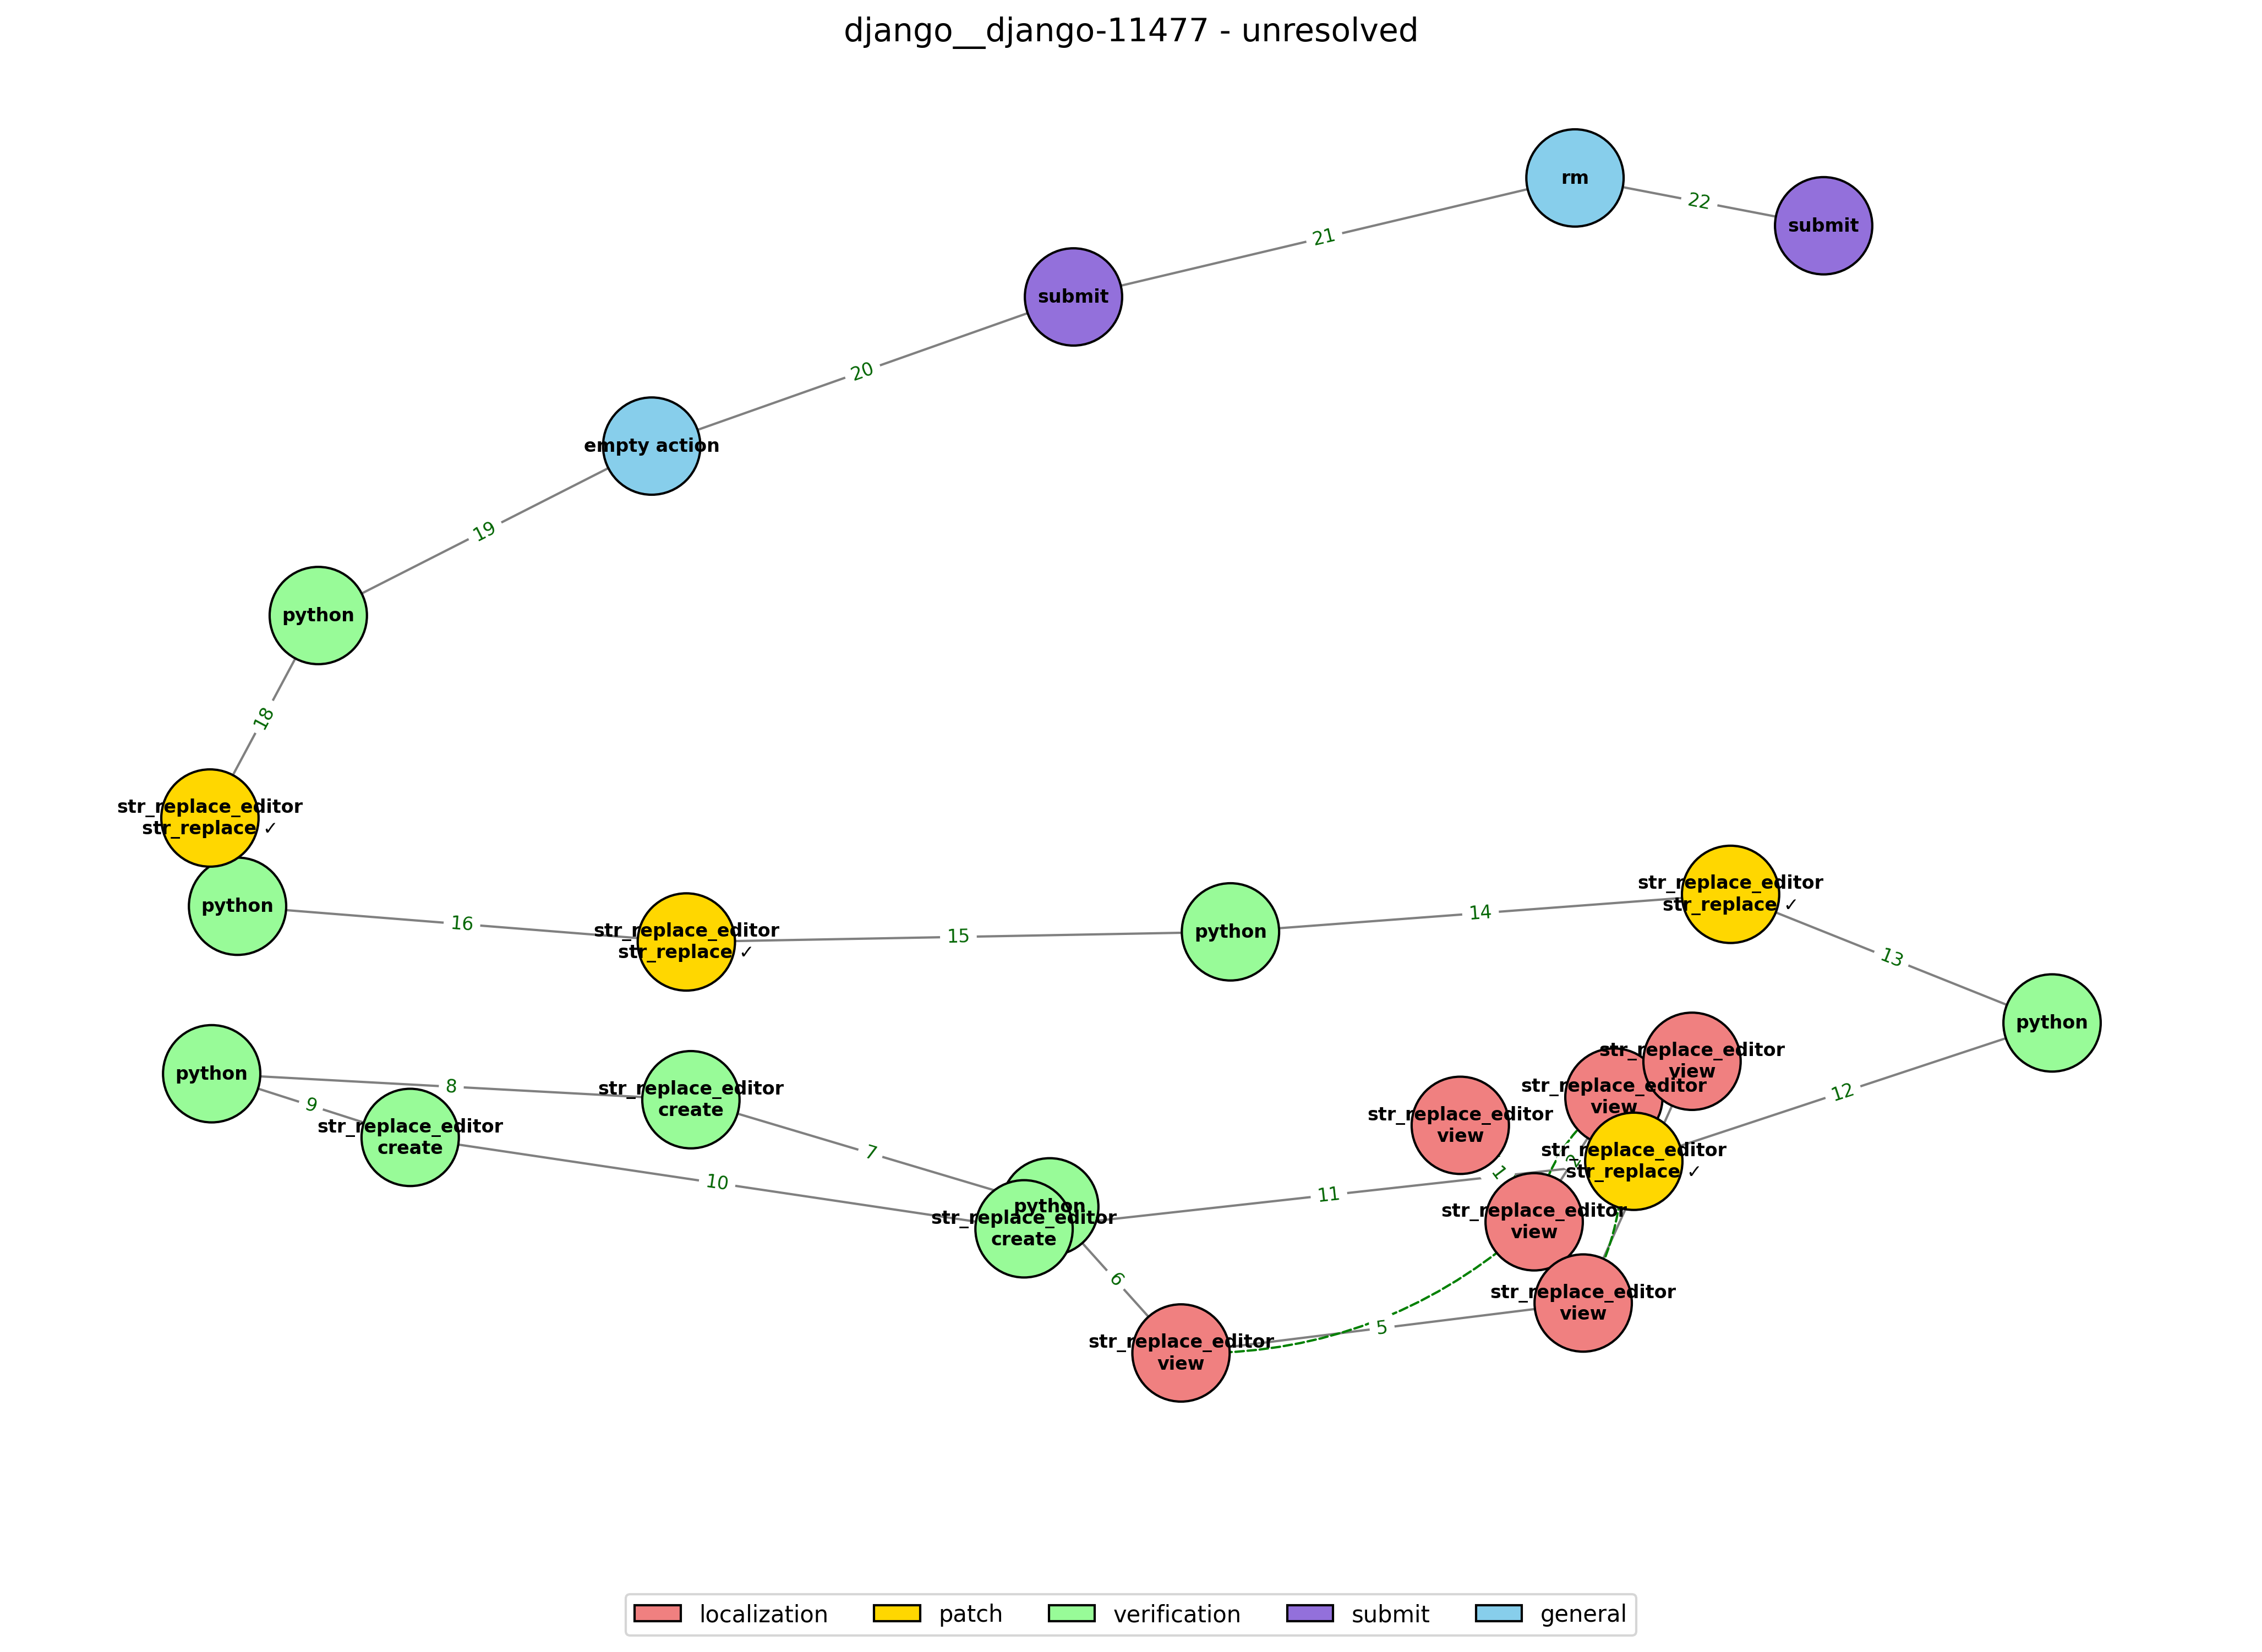 django__django-11477 - unresolved
rm
22
submit
21
submit
20
empty action
19
python
18
str_replace_editor
str_replace ✓
python
16
str_replace_editor
str_replace ✓
15
python
14
str_replace_editor
str_replace ✓
13
python
12
python
8
str_replace_editor
create
9
str_replace_editor
create
7
10
python
str_replace_editor
create
11
6
str_replace_editor
view
5
str_replace_editor
view
str_replace_editor
view
str_replace_editor
view
1
2
str_replace_editor
str_replace ✓
str_replace_editor
view
str_replace_editor
view
localization
patch
verification
submit
general